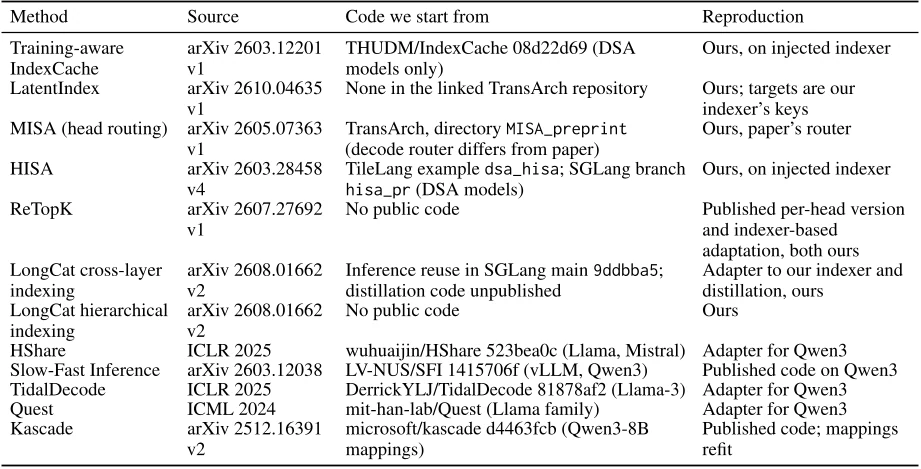 Method Source Code we start from Reproduction
Training-aware arXiv 2603.12201 THUDM/IndexCache 08d22d69 (DSA Ours, on injected indexer
IndexCache v1 models only)
LatentIndex arXiv 2610.04635 None in the linked TransArch repository Ours; targets are our
v1 indexer's keys
MISA (head routing) arXiv 2605.07363 TransArch, directory MISA_preprint Ours, paper's router
v1 (decode router differs from paper)
HISA arXiv 2603.28458 TileLang example dsa_hisa; SGLang branch Ours, on injected indexer
v4 hisa_pr (DSA models)
ReTopK arXiv 2607.27692 No public code Published per-head version
v1 and indexer-based
adaptation, both ours
LongCat cross-layer arXiv 2608.01662 Inference reuse in SGLang main 9ddbba5; Adapter to our indexer and
indexing v2 distillation code unpublished distillation, ours
LongCat hierarchical arXiv 2608.01662 No public code Ours
indexing v2
HShare ICLR 2025 wuhuaijin/HShare 523bea0c (Llama, Mistral) Adapter for Qwen3
Slow-Fast Inference arXiv 2603.12038 LV-NUS/SFI 1415706f (vLLM, Qwen3) Published code on Qwen3
TidalDecode ICLR 2025 DerrickYLJ/TidalDecode 81878af2 (Llama-3) Adapter for Qwen3
Quest ICML 2024 mit-han-lab/Quest (Llama family) Adapter for Qwen3
Kascade arXiv 2512.16391 microsoft/kascade d4463fcb (Qwen3-8B Published code; mappings
v2 mappings) refit